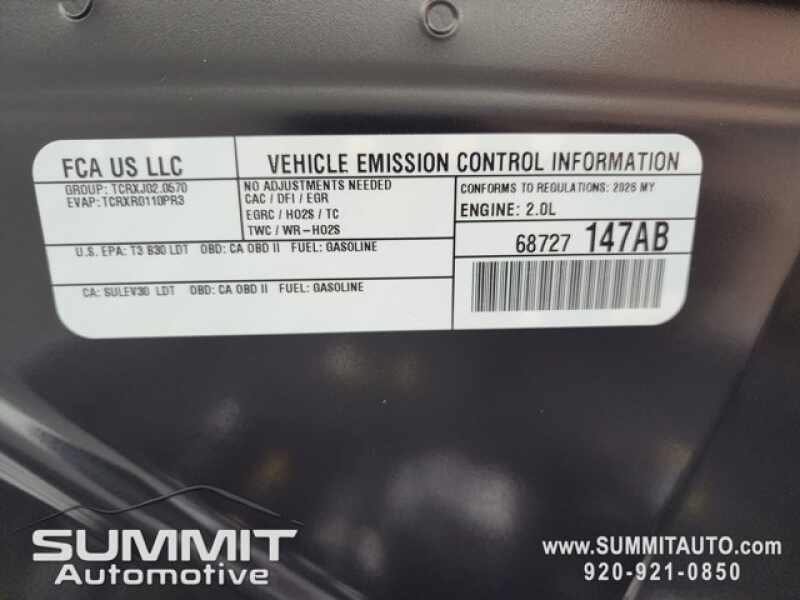 FCA US LLC
VEHICLE EMISSION CONTROL INFORMATION
GROUP: TCRXJ02.0570
EVAP: TCRXR0110PR3
NO ADJUSTMENTS NEEDED
CAC / DFI / EGR
EGRC / HO2S / TC
TWC / WR-HO2S
CONFORMS TO REGULATIONS: 2026 MY
ENGINE: 2.0L
U.S. EPA: T3 B30 LDT OBD: CA OBD II FUEL: GASOLINE
68727 147AB
CA: SULEV30 LDT OBD: CA OBD II FUEL: GASOLINE
SUMMIT
Automotive
www.SUMMITAUTO.com
920-921-0850